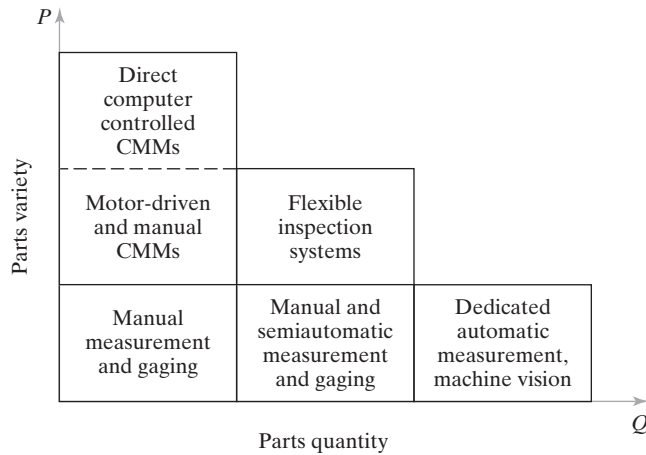 P
Direct
computer
controlled
CMMs
Motor-driven
and manual
CMMs
Flexible
inspection
systems
Parts variety
Manual
measurement
and gaging
Manual and
semiautomatic
measurement
and gaging
Dedicated
automatic
measurement,
machine vision
Q
Parts quantity